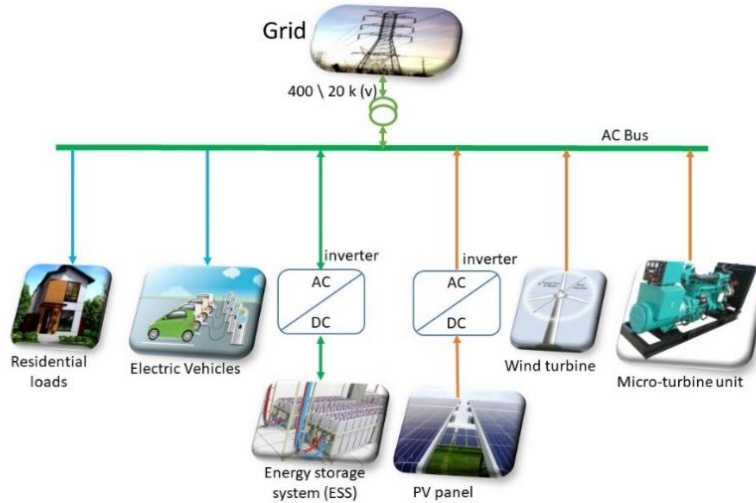 Grid
400 \ 20 k (v)
AC Bus
inverter
inverter
AC
DC
AC
DC
Residential
loads
Electric Vehicles
Wind turbine
Micro-turbine unit
Energy storage
system (ESS)
PV panel